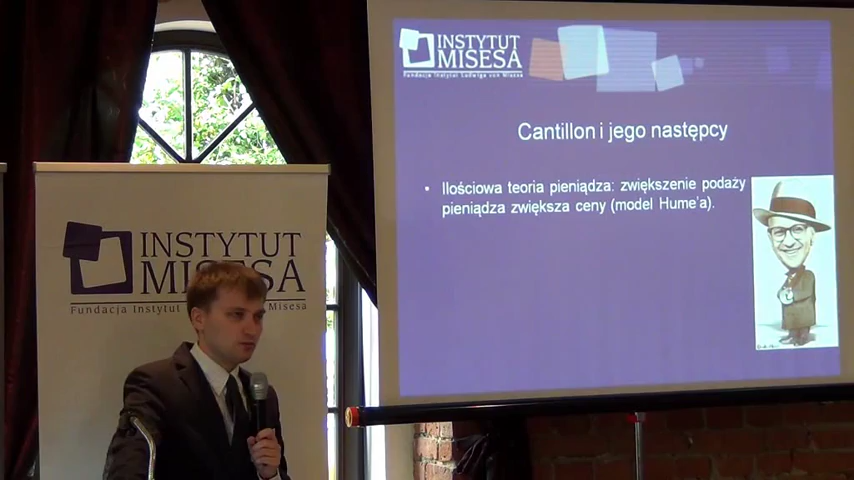 INSTYTUT
MISESA
Fundacja Instytut Ludwiga von Misesa
Cantillon i jego następcy
▪ Ilościowa teoria pieniądza: zwiększenie podaży
pieniądza zwiększa ceny (model Hume'a).
INSTYTUT
MISESA
Fundacja Instytut Misesa